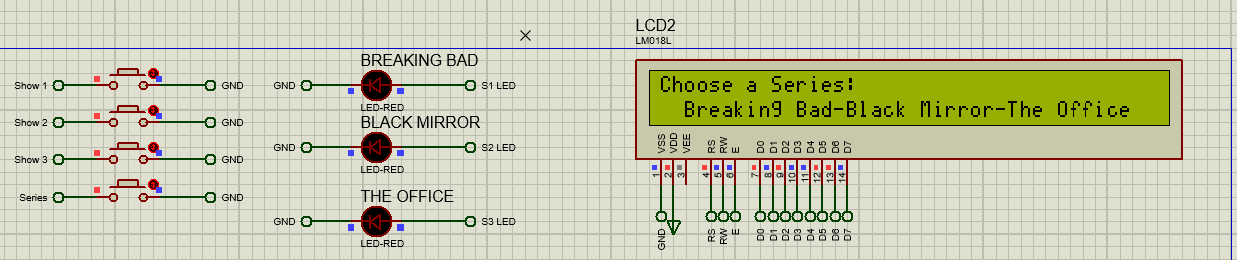 LCD2
LM018L
BREAKING BAD
Show 1 GND GND S1 LED
LED-RED
Choose a Series:
Breaking Bad-Black Mirror-The Office
BLACK MIRROR
Show 2 GND
GND S2 LED
LED-RED
Show 3 GND
THE OFFICE
Series GND
GND S3 LED
LED-RED
VSS VDD VEE RS RW E D0 D1 D2 D3 D4 D5 D6 D7
1 2 3 4 5 6 7 8 9 10 11 12 13 14
GND RS RW E D0 D1 D2 D3 D4 D5 D6 D7